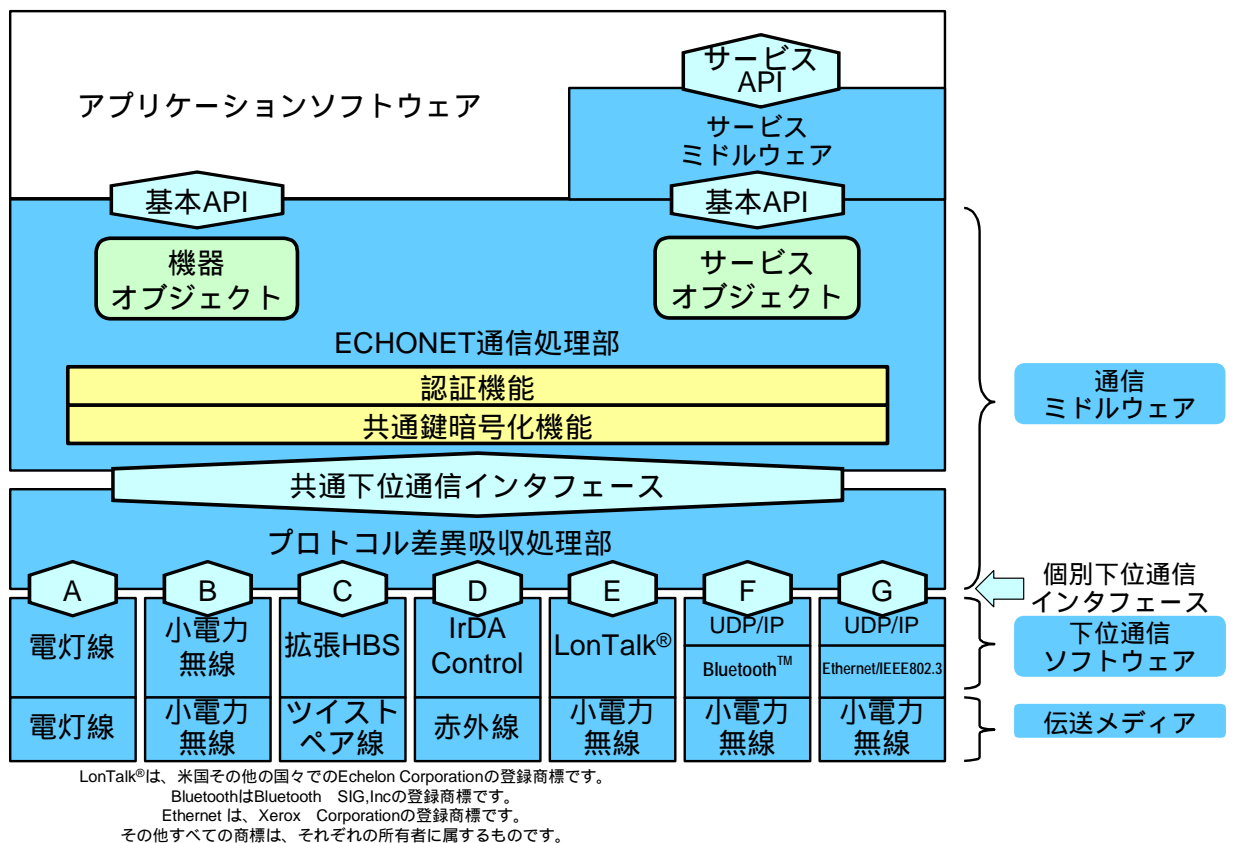 サービス
API
アプリケーションソフトウェア
サービス
ミドルウェア
基本API
基本API
機器
オブジェクト
サービス
オブジェクト
ECHONET通信処理部
認証機能
共通鍵暗号化機能
通信
ミドルウェア
共通下位通信インタフェース
プロトコル差異吸収処理部
個別下位通信
インタフェース
A
B
C
D
E
F
G
電灯線
小電力
無線
拡張HBS
IrDA
Control
LonTalk®
UDP/IP
Bluetooth™
UDP/IP
Ethernet/IEEE802.3
下位通信
ソフトウェア
電灯線
小電力
無線
ツイスト
ペア線
赤外線
小電力
無線
小電力
無線
小電力
無線
伝送メディア
LonTalk®は、米国その他の国々でのEchelon Corporationの登録商標です。
BluetoothはBluetooth　SIG,Incの登録商標です。
Ethernet は、Xerox　Corporationの登録商標です。
その他すべての商標は、それぞれの所有者に属するものです。